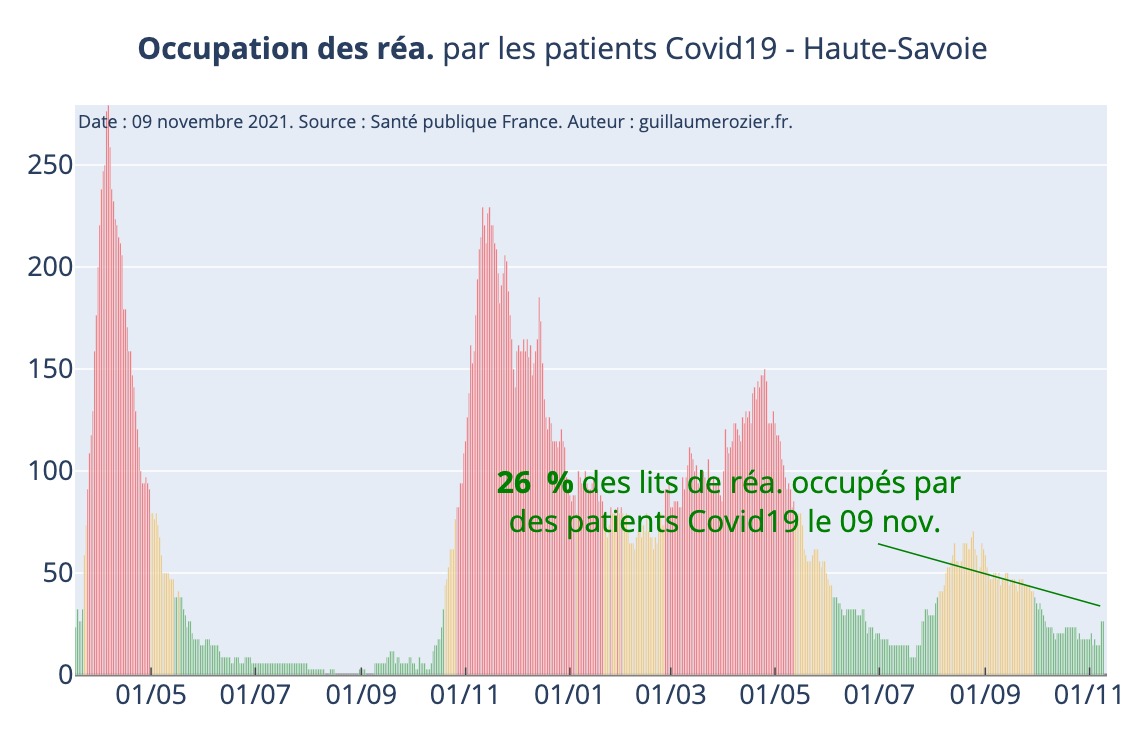 Occupation des réa. par les patients Covid19 - Haute-Savoie
Date : 09 novembre 2021. Source : Santé publique France. Auteur : guillaumerozier.fr.
250
200
150
100
50
0
26  % des lits de réa. occupés par
des patients Covid19 le 09 nov.
01/05 01/07 01/09 01/11 01/01 01/03 01/05 01/07 01/09 01/11